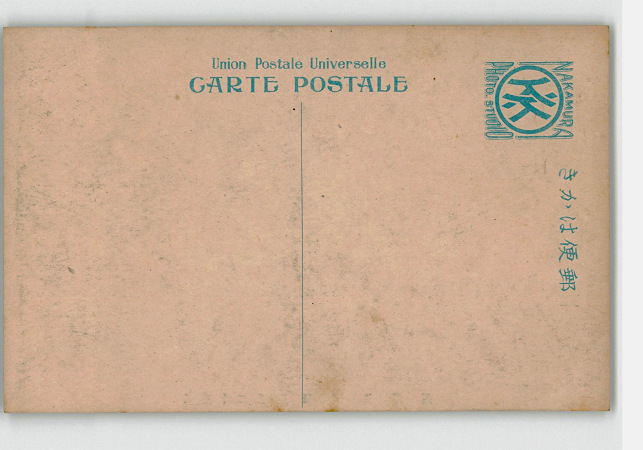 Union Postale Universelle
CARTE POSTALE
NAKAMURA
PHOTO. STUDIO
きかは便郵